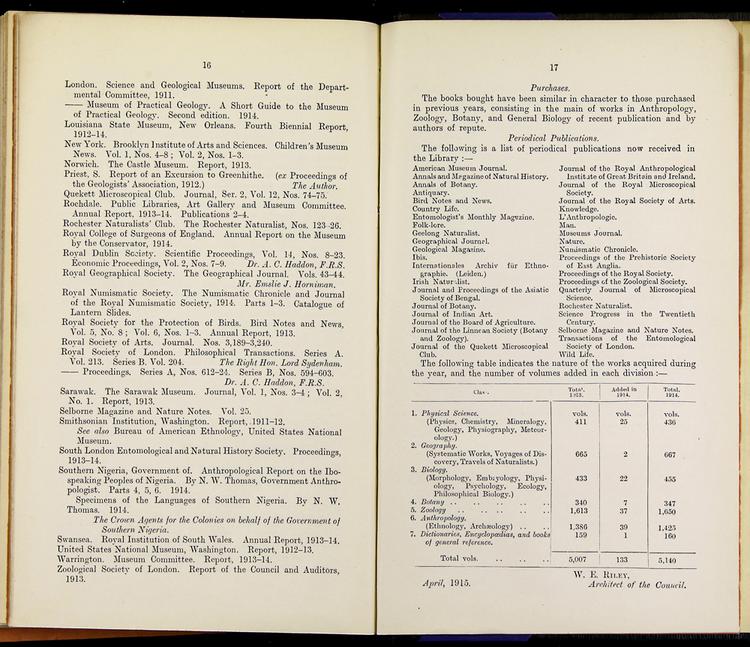 16
London. Science and Geological Museums. Report of the Depart-
mental Committee, 1911.
—— Museum of Practical Geology. A Short Guide to the Museum
of Practical Geology. Second edition. 1914.
Louisiana State Museum, New Orleans. Fourth Biennial Report,
1912–14.
New York. Brooklyn Institute of Arts and Sciences. Children's Museum
News. Vol. 1, Nos. 4–8 ; Vol. 2, Nos. 1–3.
Norwich. The Castle Museum. Report, 1913.
Priest, S. Report of an Excursion to Greenhithe. (ex Proceedings of
the Geologists' Association, 1912.) The Author.
Quekett Microscopical Club. Journal, Ser. 2, Vol. 12, Nos. 74–75.
Rochdale. Public Libraries, Art Gallery and Museum Committee.
Annual Report, 1913–14. Publications 2–4.
Rochester Naturalists' Club. The Rochester Naturalist, Nos. 123–26.
Royal College of Surgeons of England. Annual Report on the Museum
by the Conservator, 1914.
Royal Dublin Society. Scientific Proceedings, Vol. 14, Nos. 8–23.
Economic Proceedings, Vol. 2, Nos. 7–9. Dr. A. C. Haddon, F.R.S.
Royal Geographical Society. The Geographical Journal. Vols. 43–44.
Mr. Emslie J. Horniman.
Royal Numismatic Society. The Numismatic Chronicle and Journal
of the Royal Numismatic Society, 1914. Parts 1–3. Catalogue of
Lantern Slides.
Royal Society for the Protection of Birds. Bird Notes and News,
Vol. 5, No. 8 ; Vol. 6, Nos. 1–3. Annual Report, 1913.
Royal Society of Arts. Journal. Nos. 3,189–3,240.
Royal Society of London. Philosophical Transactions. Series A.
Vol. 213. Series B. Vol. 204. The Right Hon. Lord Sydenham.
—— Proceedings. Series A, Nos. 612–24. Series B, Nos. 594–603.
Dr. A. C. Haddon, F.R.S.
Sarawak. The Sarawak Museum. Journal, Vol. 1, Nos. 3–4 ; Vol. 2,
No. 1. Report, 1913.
Selborne Magazine and Nature Notes. Vol. 25.
Smithsonian Institution, Washington. Report, 1911–12.
See also Bureau of American Ethnology, United States National
Museum.
South London Entomological and Natural History Society. Proceedings,
1913–14.
Southern Nigeria, Government of. Anthropological Report on the Ibo-
speaking Peoples of Nigeria. By N. W. Thomas, Government Anthro-
pologist. Parts 4, 5, 6. 1914.
Specimens of the Languages of Southern Nigeria. By N. W.
Thomas. 1914.
The Crown Agents for the Colonies on behalf of the Government of
Southern Nigeria.
Swansea. Royal Institution of South Wales. Annual Report, 1913–14.
United States National Museum, Washington. Report, 1912–13.
Warrington. Museum Committee. Report, 1913–14.
Zoological Society of London. Report of the Council and Auditors,
1913.
17
Purchases.
The books bought have been similar in character to those purchased
in previous years, consisting in the main of works in Anthropology,
Zoology, Botany, and General Biology of recent publication and by
authors of repute.
Periodical Publications.
The following is a list of periodical publications now received in
the Library :—
American Museum Journal.
Annals and Magazine of Natural History.
Annals of Botany.
Antiquary.
Bird Notes and News.
Country Life.
Entomologist's Monthly Magazine.
Folk-lore.
Geelong Naturalist.
Geographical Journal.
Geological Magazine.
Ibis.
Internationales Archiv für Ethno-
graphie. (Leiden.)
Irish Naturalist.
Journal and Proceedings of the Asiatic
Society of Bengal.
Journal of Botany.
Journal of Indian Art.
Journal of the Board of Agriculture.
Journal of the Linnean Society (Botany
and Zoology).
Journal of the Quekett Microscopical
Club.
Journal of the Royal Anthropological
Institute of Great Britain and Ireland.
Journal of the Royal Microscopical
Society.
Journal of the Royal Society of Arts.
Knowledge.
L'Anthropologie.
Man.
Museums Journal.
Nature.
Numismatic Chronicle.
Proceedings of the Prehistoric Society
of East Anglia.
Proceedings of the Royal Society.
Proceedings of the Zoological Society.
Quarterly Journal of Microscopical
Science.
Rochester Naturalist.
Science Progress in the Twentieth
Century.
Selborne Magazine and Nature Notes.
Transactions of the Entomological
Society of London.
Wild Life.
The following table indicates the nature of the works acquired during
the year, and the number of volumes added in each division :—
Class. Total, 1913. Added in 1914. Total, 1914.
1. Physical Science. vols. vols. vols.
(Physics, Chemistry, Mineralogy, 411 25 436
Geology, Physiography, Meteor-
ology.)
2. Geography.
(Systematic Works, Voyages of Dis- 665 2 667
covery, Travels of Naturalists.)
3. Biology.
(Morphology, Embryology, Physi- 433 22 455
ology, Psychology, Ecology,
Philosophical Biology.)
4. Botany .. .. .. .. .. 340 7 347
5. Zoology .. .. .. .. .. 1,613 37 1,650
6. Anthropology.
(Ethnology, Archæology) .. .. 1,386 39 1,425
7. Dictionaries, Encyclopædias, and books 159 1 160
of general reference.
Total vols. .. .. .. 5,007 133 5,140
W. E. Riley,
April, 1915. Architect of the Council.